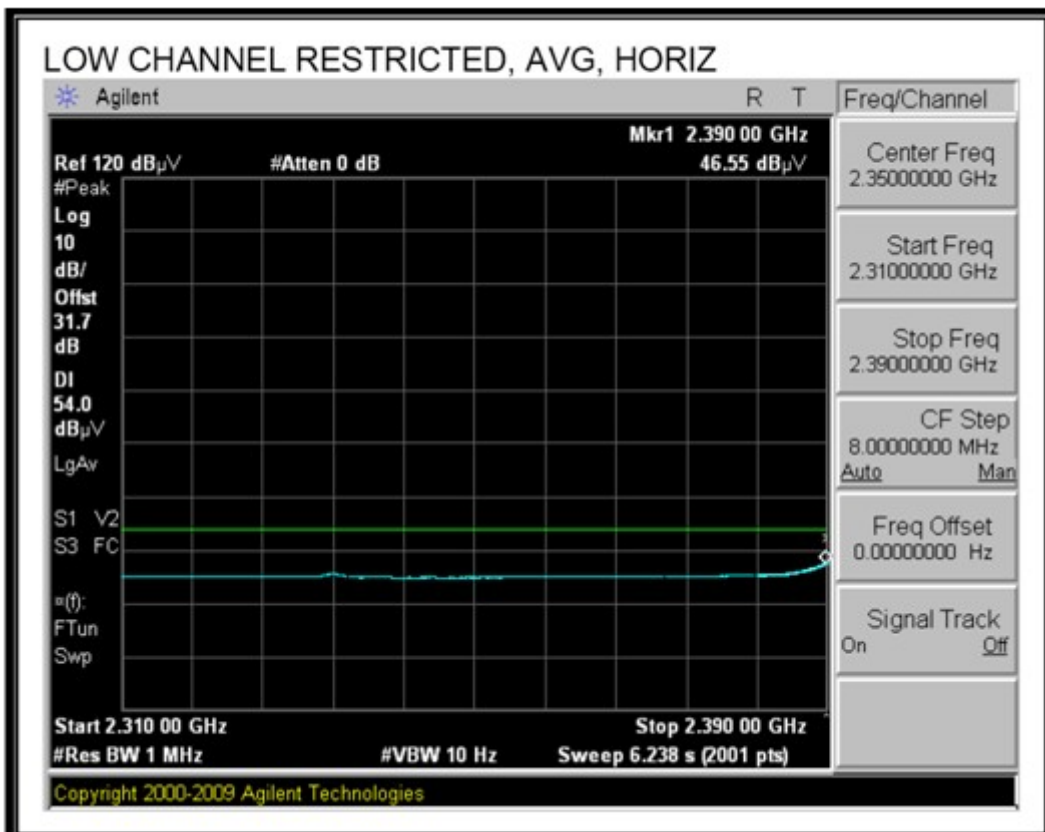 LOW CHANNEL RESTRICTED, AVG, HORIZ
Agilent R T
Freq/Channel
Mkr1 2.390 00 GHz
Ref 120 dBµV #Atten 0 dB 46.55 dBµV
#Peak
Log
10
dB/
Offst
31.7
dB
DI
54.0
dBµV
LgAv
S1 V2
S3 FC
¤(f):
FTun
Swp
Start 2.310 00 GHz Stop 2.390 00 GHz
#Res BW 1 MHz #VBW 10 Hz Sweep 6.238 s (2001 pts)
Copyright 2000-2009 Agilent Technologies
Center Freq
2.35000000 GHz
Start Freq
2.31000000 GHz
Stop Freq
2.39000000 GHz
CF Step
8.00000000 MHz
Auto Man
Freq Offset
0.00000000 Hz
Signal Track
On Off